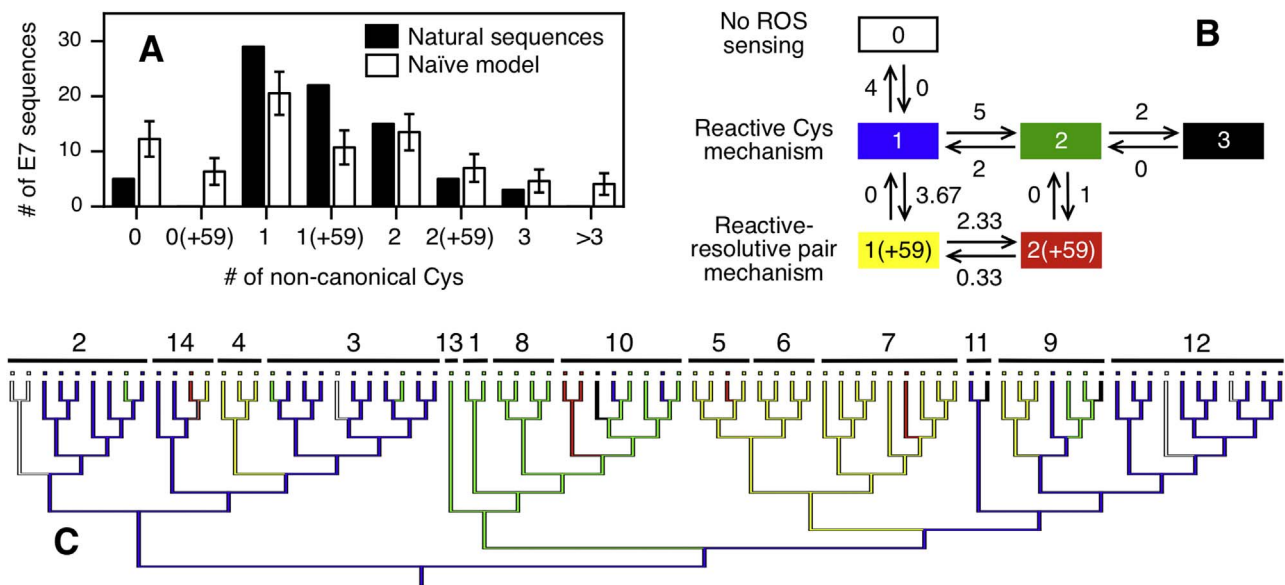 A
Natural sequences
Naïve model
# of E7 sequences
30
20
10
0
0 0(+59) 1 1(+59) 2 2(+59) 3 >3
# of non-canonical Cys
B
No ROS
sensing
0
4 0
Reactive Cys
mechanism
1
5
2
2
2
0
3
0 3.67
0 1
Reactive-
resolutive pair
mechanism
1(+59)
2.33
0.33
2(+59)
2 14 4 3 13 1 8 10 5 6 7 11 9 12
C